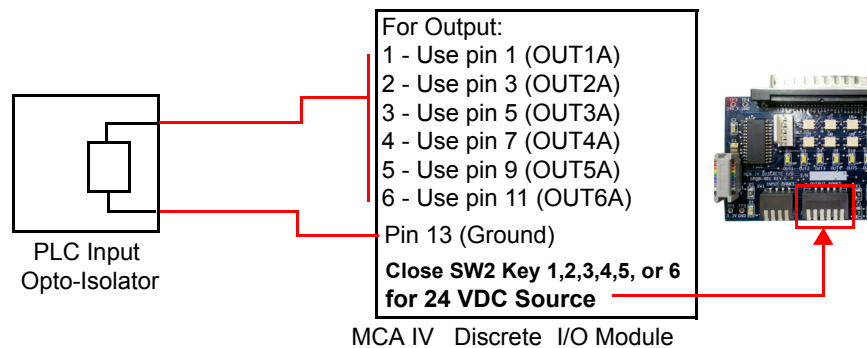 For Output:
1 - Use pin 1 (OUT1A)
2 - Use pin 3 (OUT2A)
3 - Use pin 5 (OUT3A)
4 - Use pin 7 (OUT4A)
5 - Use pin 9 (OUT5A)
6 - Use pin 11 (OUT6A)
Pin 13 (Ground)
Close SW2 Key 1,2,3,4,5, or 6
for 24 VDC Source
PLC Input
Opto-Isolator
MCA IV Discrete I/O Module